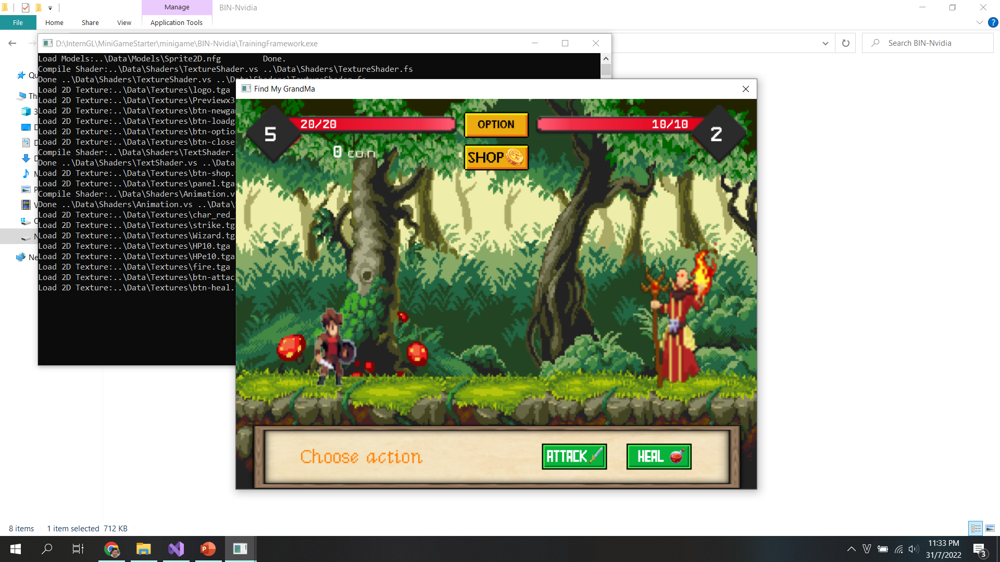 Manage
BIN-Nvidia
File
Home
Share
View
Application Tools
D:\InternGL\MiniGameStarter\minigame\BIN-Nvidia\TrainingFramework.exe
Search BIN-Nvidia
Load Models:..\Data\Models\Sprite2D.nfg Done.
Compile Shader:..\Data\Shaders\TextureShader.vs ..\Data\Shaders\TextureShader.fs
Done ..\Data\Shaders\TextureShader.vs ..\Data\Shaders\TextureShader.fs
Load 2D Texture:..\Data\Textures\logo.tga
Load 2D Texture:..\Data\Textures\Previewx3
Load 2D Texture:..\Data\Textures\btn-newgam
Load 2D Texture:..\Data\Textures\btn-loadg
Load 2D Texture:..\Data\Textures\btn-optio
Load 2D Texture:..\Data\Textures\btn-close
Compile Shader:..\Data\Shaders\TextShader.
Done ..\Data\Shaders\TextShader.vs ..\Data
Load 2D Texture:..\Data\Textures\btn-shop.
Load 2D Texture:..\Data\Textures\panel.tga
Compile Shader:..\Data\Shaders\Animation.v
Done ..\Data\Shaders\Animation.vs ..\Data\
Load 2D Texture:..\Data\Textures\char_red_
Load 2D Texture:..\Data\Textures\strike.tg
Load 2D Texture:..\Data\Textures\Wizard.tg
Load 2D Texture:..\Data\Textures\HP10.tga
Load 2D Texture:..\Data\Textures\HPe10.tga
Load 2D Texture:..\Data\Textures\fire.tga
Load 2D Texture:..\Data\Textures\btn-attac
Load 2D Texture:..\Data\Textures\btn-heal.
Qu
Th
3
D
D
D
M
P
V
N
Ne
Find My GrandMa
5
20/20
OPTION
10/10
2
0 coin
SHOP
Choose action
ATTACK
HEAL
8 items
1 item selected 712 KB
11:33 PM
31/7/2022
3